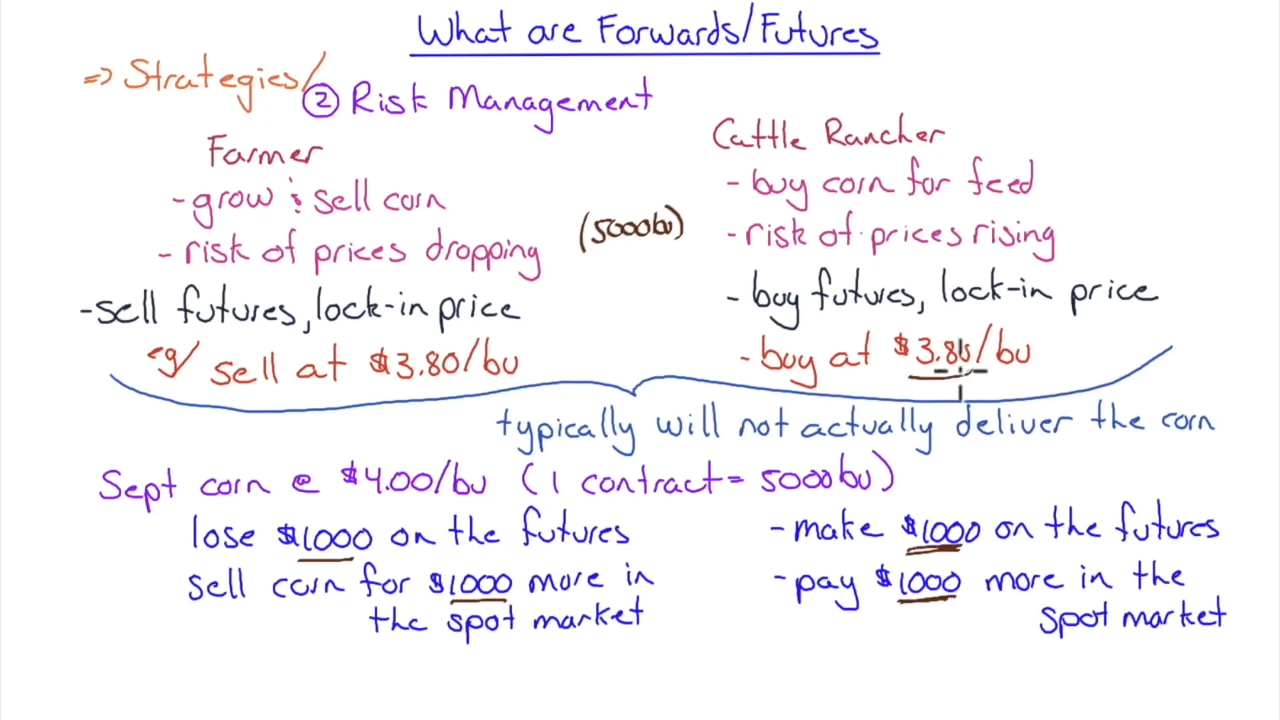 What are Forwards/Futures
=> Strategies/
② Risk Management
Farmer
- grow & sell corn
- risk of prices dropping
- sell futures, lock-in price
eg/ sell at $3.80/bu
(5000bu)
Cattle Rancher
- buy corn for feed
- risk of prices rising
- buy futures, lock-in price
- buy at $3.80/bu
typically will not actually deliver the corn
Sept corn @ $4.00/bu (1 contract = 5000bu)
lose $1000 on the futures
sell corn for $1000 more in
the spot market
- make $1000 on the futures
- pay $1000 more in the
spot market